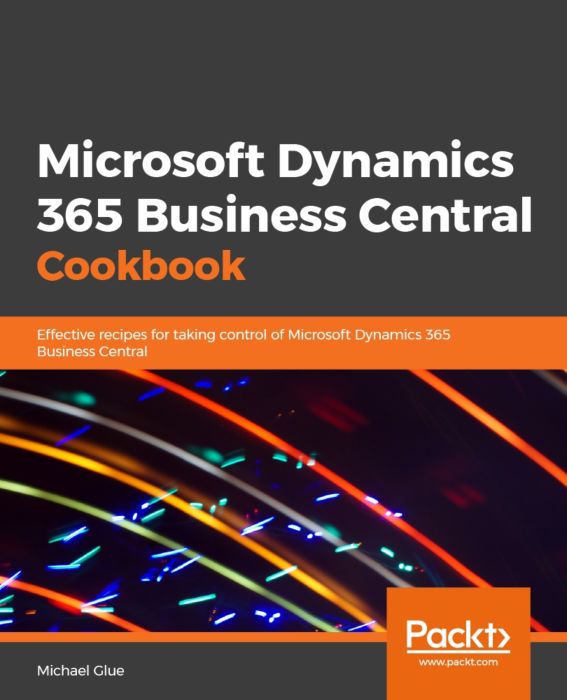 Microsoft Dynamics
365 Business Central
Cookbook
Effective recipes for taking control of Microsoft Dynamics 365
Business Central
Packt>
www.packt.com
Michael Glue